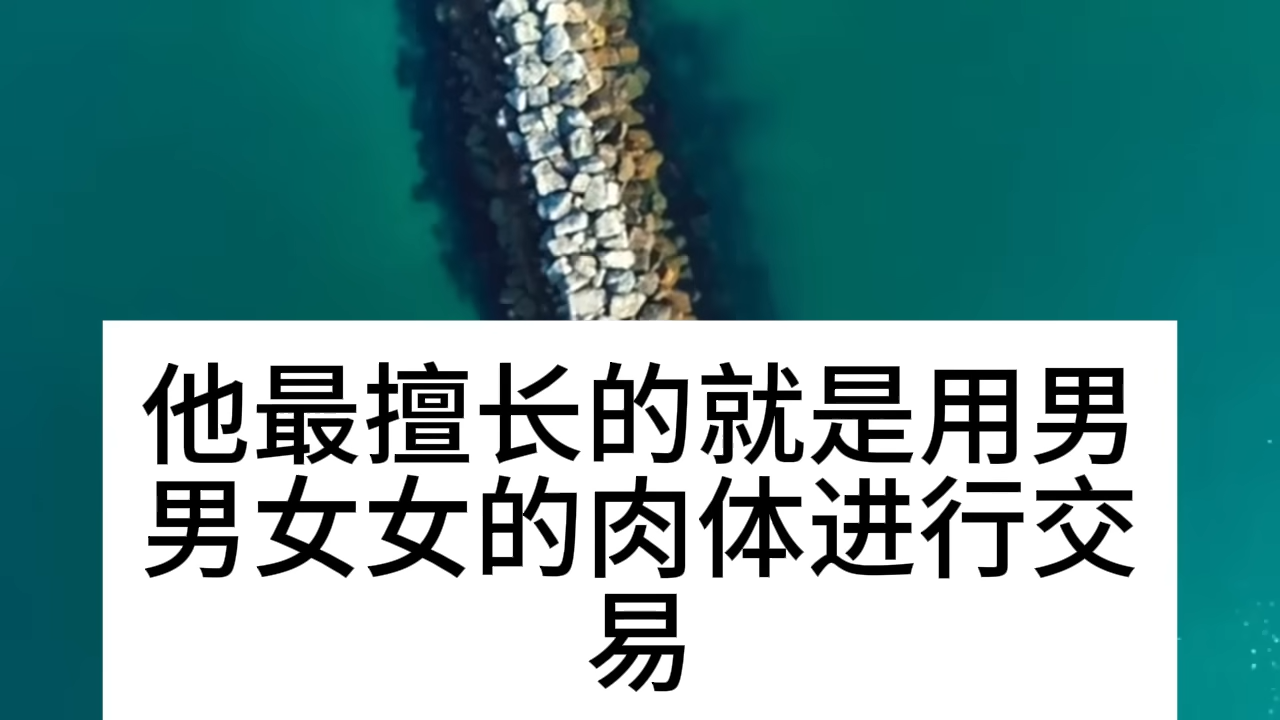 他最擅长的就是用男
男女女的肉体进行交
易